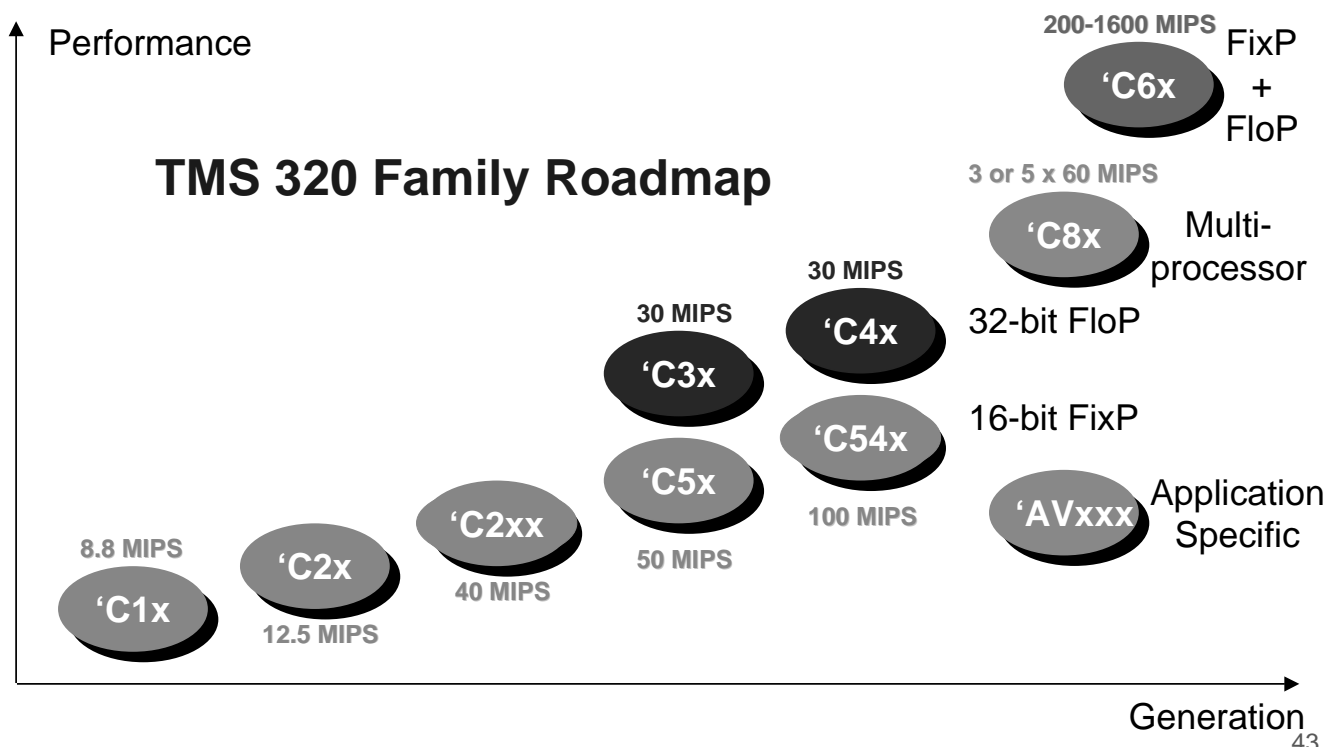 200-1600 MIPS
Performance
FixP
‘C6x
+
FloP
TMS 320 Family Roadmap
3 or 5 x 60 MIPS
‘C8x
Multi-
processor
30 MIPS
30 MIPS
‘C4x
32-bit FloP
‘C3x
16-bit FixP
‘C54x
‘C5x
100 MIPS
‘AVxxx
Application
Specific
‘C2xx
50 MIPS
40 MIPS
8.8 MIPS
‘C2x
‘C1x
12.5 MIPS
Generation
43